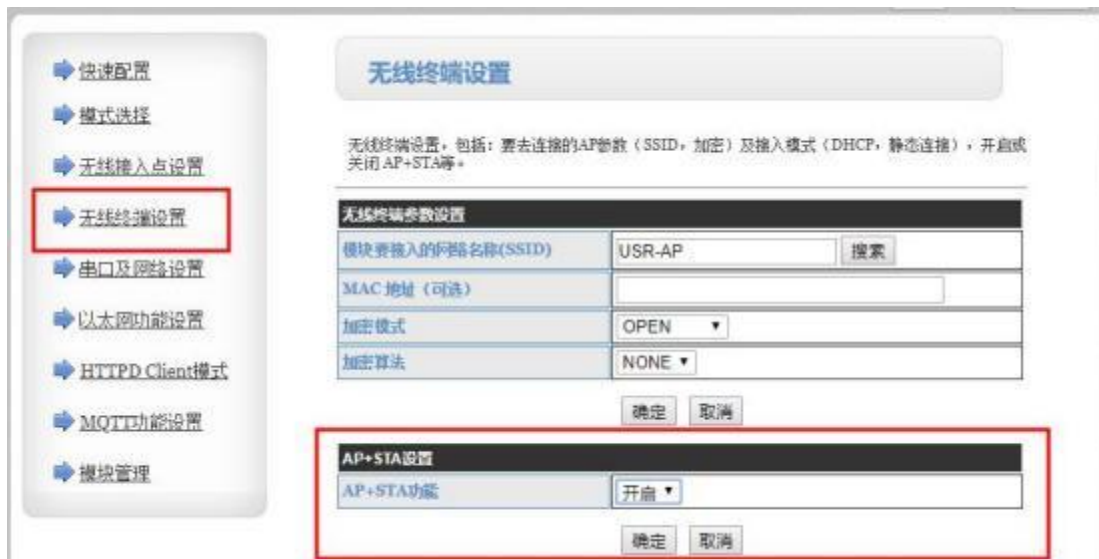 快速配置
模式选择
无线接入点设置
无线终端设置
串口及网络设置
以太网功能设置
HTTPD Client模式
MQTT功能设置
模块管理
无线终端设置
无线终端设置，包括：要去连接的AP参数（SSID，加密）及接入模式（DHCP，静态连接），开启或
关闭 AP+STA等。
无线终端参数设置
模块要接入的网络名称(SSID) USR-AP 搜索
MAC 地址（可选）
加密模式 OPEN
加密算法 NONE
确定 取消
AP+STA设置
AP+STA功能 开启
确定 取消